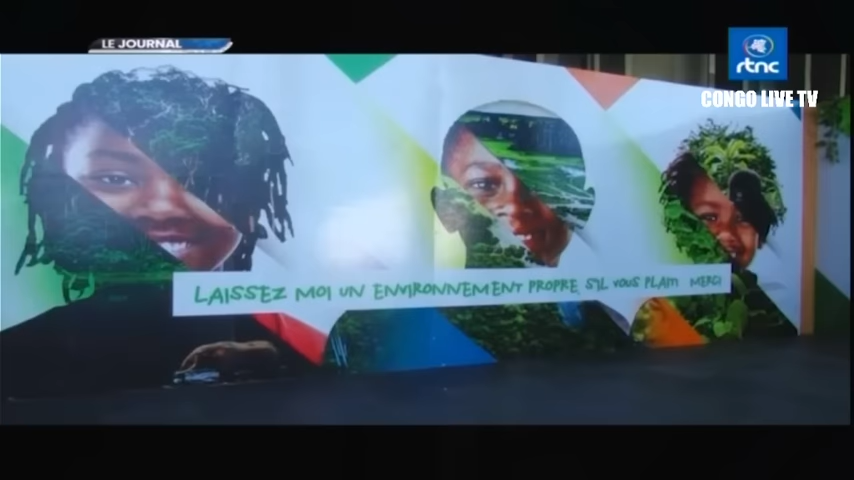 LE JOURNAL
rtnc
CONGO LIVE TV
LAISSEZ MOI UN ENVIRONNEMENT PROPRE, S'IL VOUS PLAIT MERCI